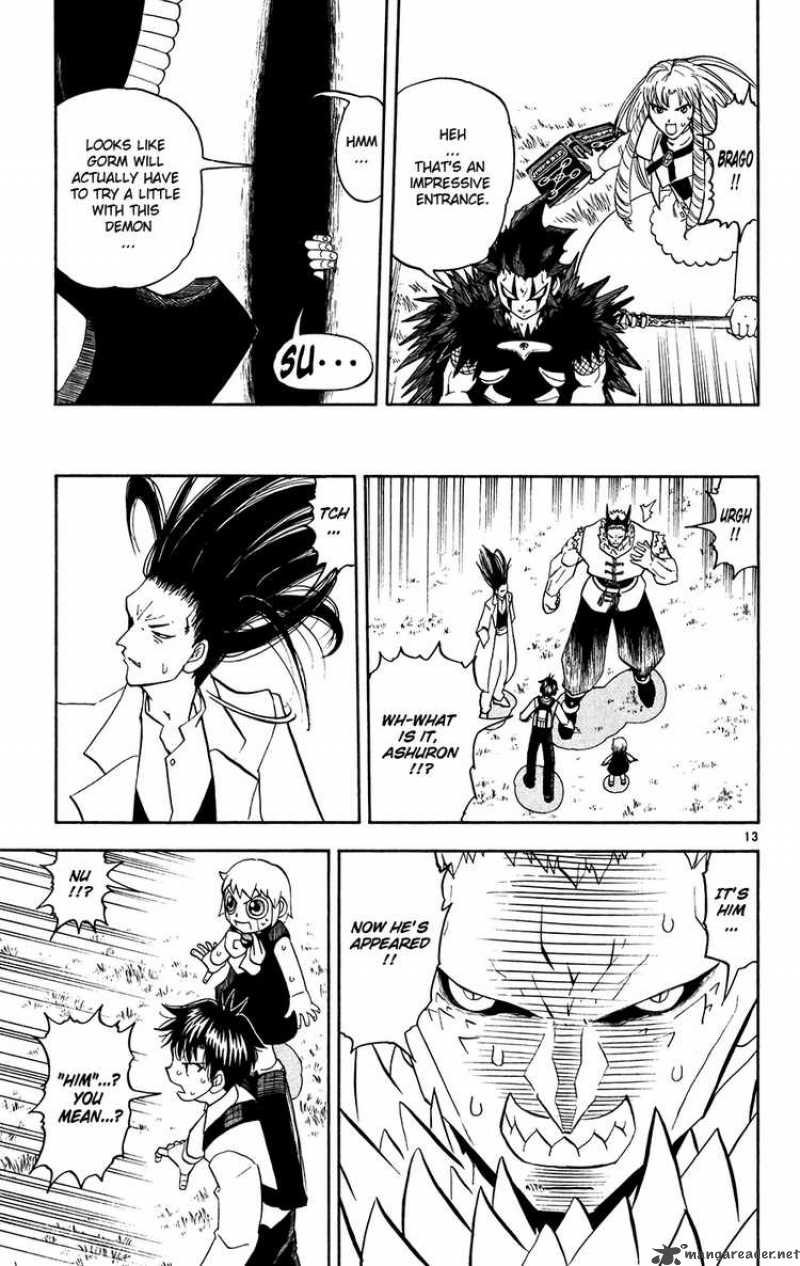 BRAGO
!!
HEH
...
THAT'S AN
IMPRESSIVE
ENTRANCE.
HMM
...
LOOKS LIKE
GORM WILL
ACTUALLY HAVE
TO TRY A LITTLE
WITH THIS
DEMON
...
SU...
URGH
!!
WH-WHAT
IS IT,
ASHURON
!!?
TCH
...
13
IT'S
HIM
...
NOW HE'S
APPEARED
!!
NU
!!?
"HIM"...?
YOU
MEAN...?
mangareader.net